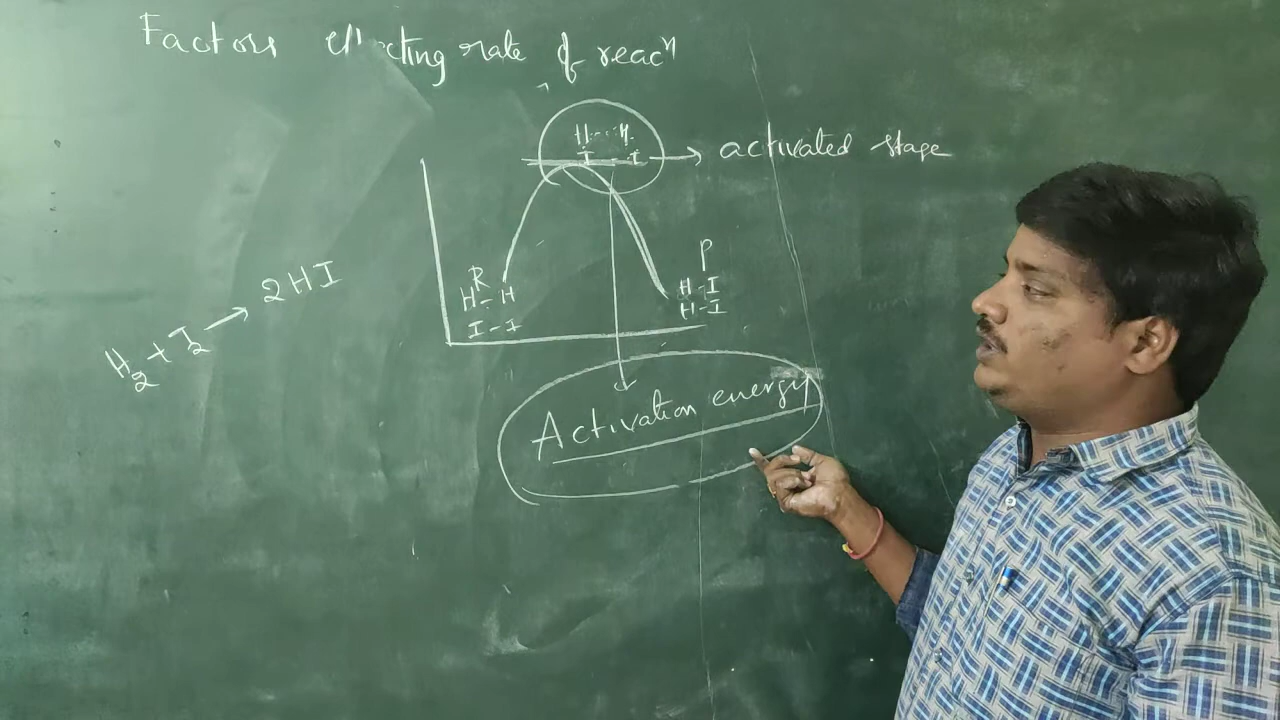 Factors effecting rate of reacⁿ
H---H
I - I → activated stage
H₂ + I₂ → 2HI
R
H-H
I-I
P
H-I
H-I
Activation energy